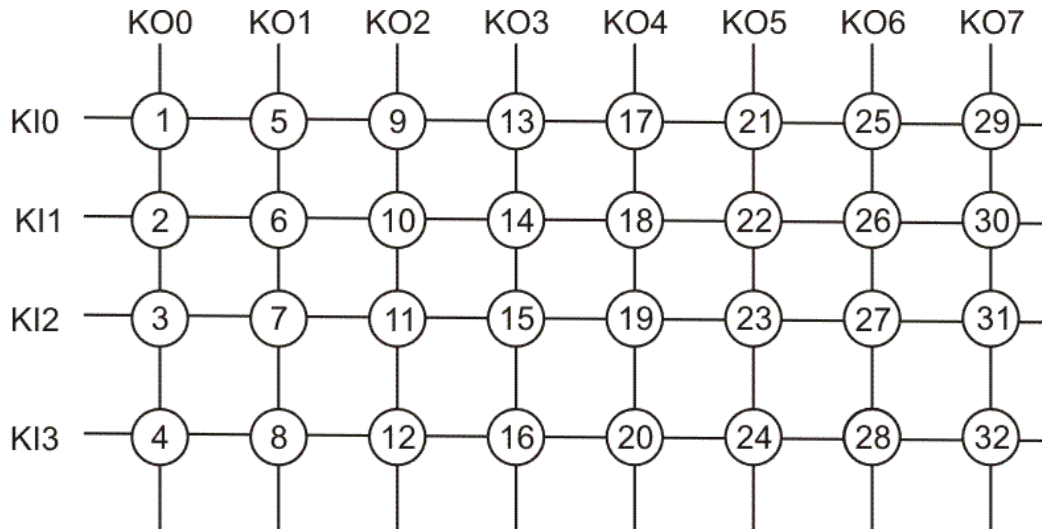 KO0 KO1 KO2 KO3 KO4 KO5 KO6 KO7
KI0 1 5 9 13 17 21 25 29
KI1 2 6 10 14 18 22 26 30
KI2 3 7 11 15 19 23 27 31
KI3 4 8 12 16 20 24 28 32